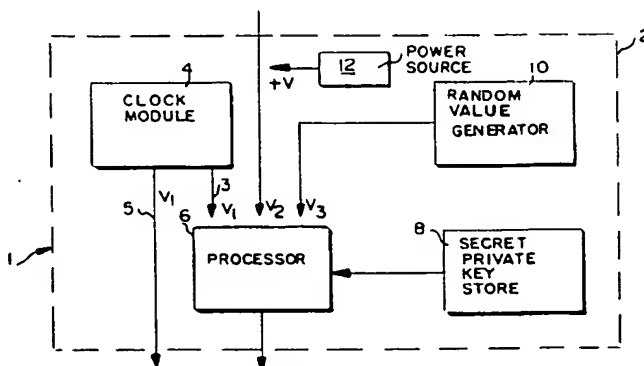 2
4
12
POWER
SOURCE
+V
10
CLOCK
MODULE
RANDOM
VALUE
GENERATOR
3
V1
5
V1
V2
V3
6
8
PROCESSOR
SECRET
PRIVATE
KEY
STORE
1